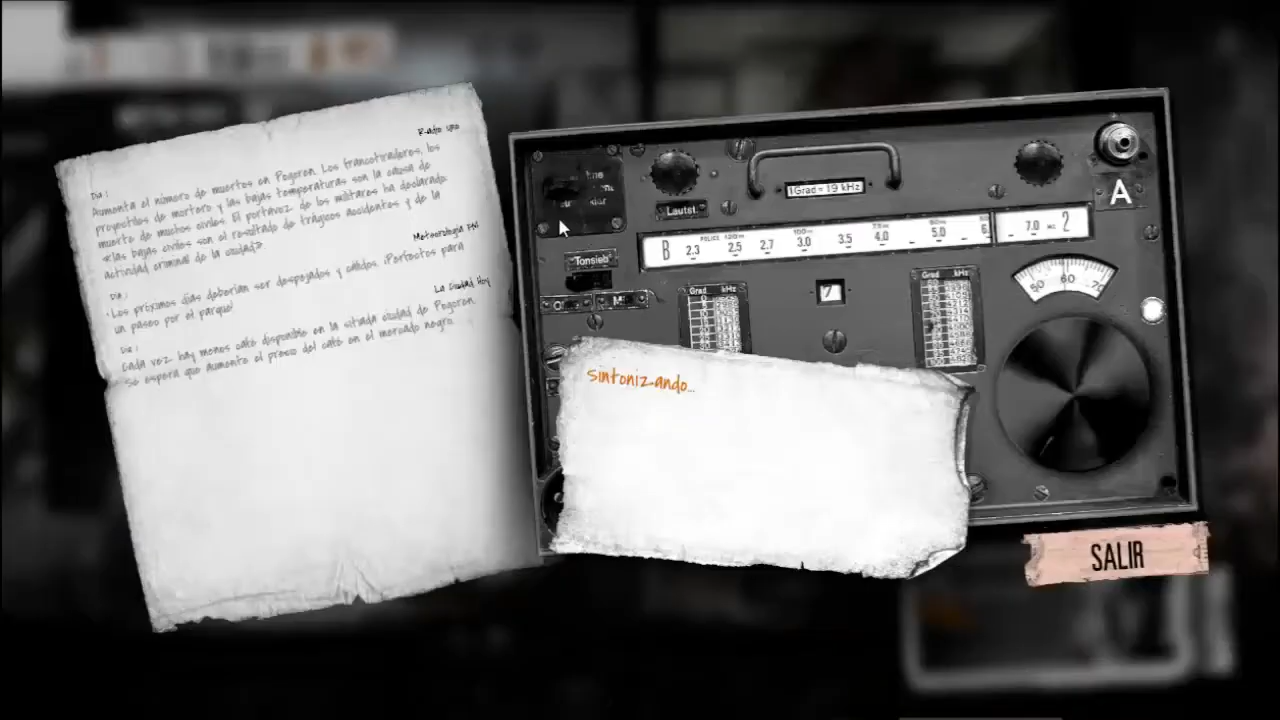 Radio uno
Día :
Aumenta el número de muertos en Pogoren. Los francotiradores, los
proyectiles de mortero y las bajas temperaturas son la causa de
muerte de muchos civiles. El portavoz de los militares ha declarado
«las bajas civiles son el resultado de trágicos accidentes y de la
actividad criminal de la ciudad».
Meteorología FM
Día :
Los próximos días deberían ser despejados y cálidos. ¡Perfectos para
un paseo por el parque!
La Ciudad Hoy
Día :
Cada vez hay menos café disponible en la sitiada ciudad de Pogoren.
Se espera que aumente el precio del café en el mercado negro.
1Grad = 19 kHz
Lautst.
A
B 2,3 2,5 2,7 3,0 3,5 4,0 5,0 6 7,0 2
Tonsieb
50 60 70
Grad kHz
7
Grad kHz
Sintonizando...
SALIR